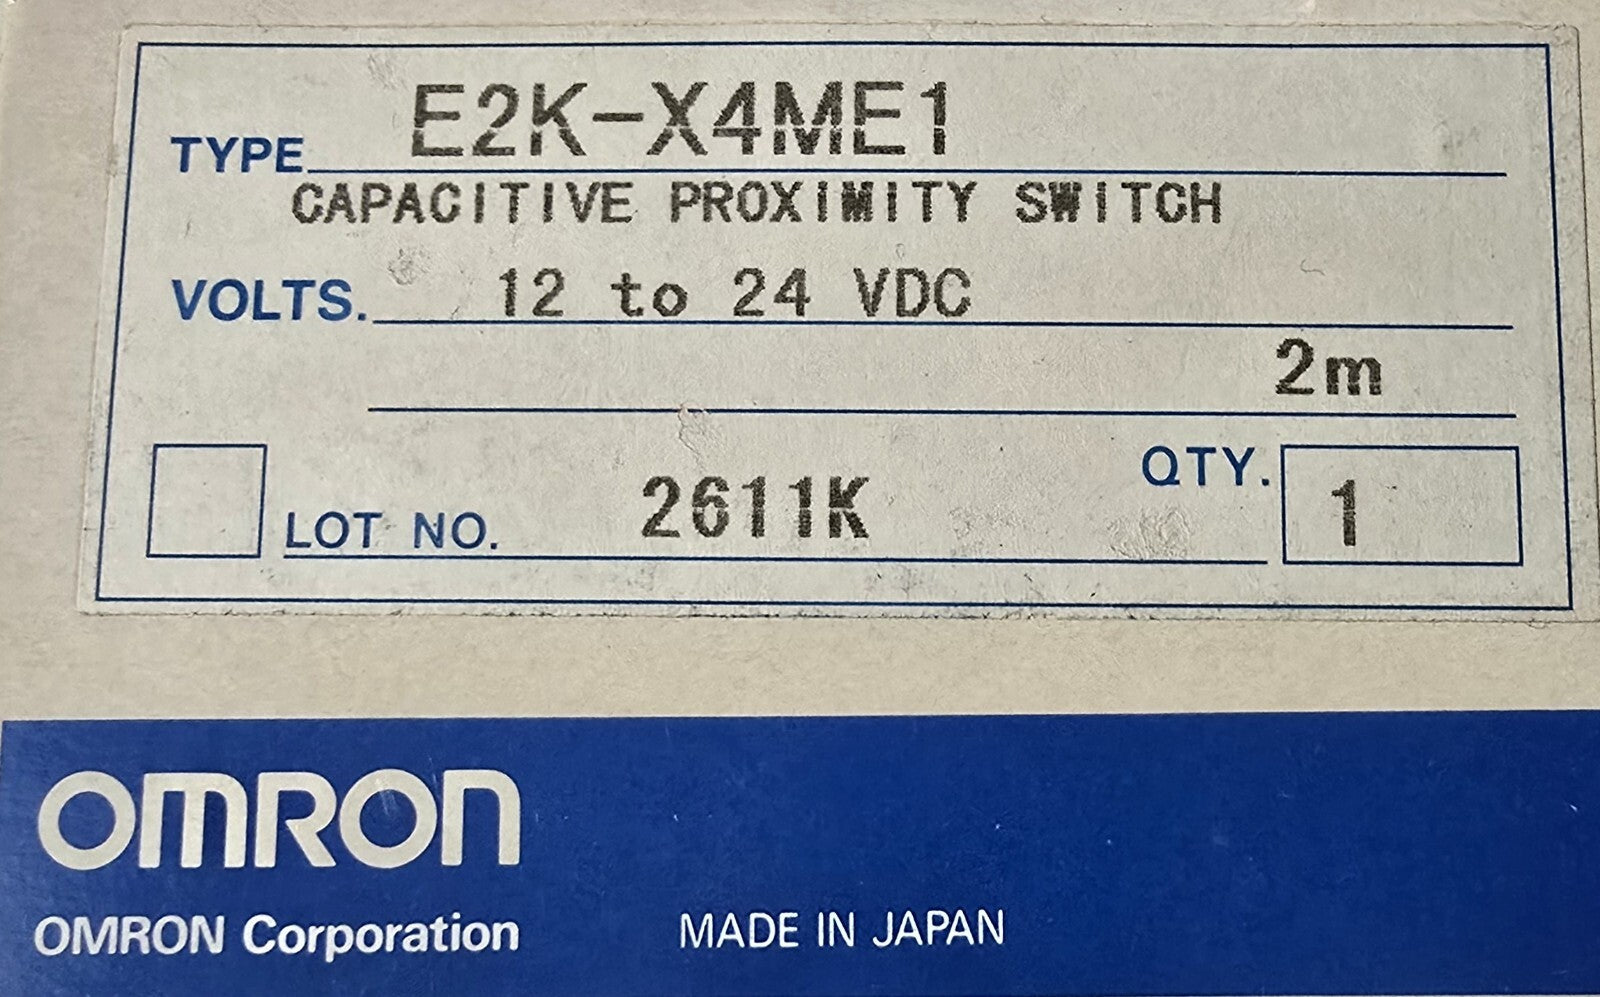 TYPE E2K-X4ME1
CAPACITIVE PROXIMITY SWITCH
VOLTS. 12 to 24 VDC
2m
QTY. 1
LOT NO. 2611K
OMRON
OMRON Corporation MADE IN JAPAN